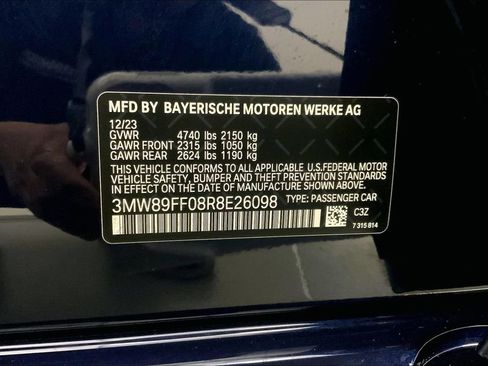 MFD BY BAYERISCHE MOTOREN WERKE AG
12/23
GVWR 4740 lbs 2150 kg
GAWR FRONT 2315 lbs 1050 kg
GAWR REAR 2624 lbs 1190 kg
THIS VEHICLE CONFORMS TO ALL APPLICABLE U.S.FEDERAL MOTOR
VEHICLE SAFETY, BUMPER, AND THEFT PREVENTION STANDARDS IN
EFFECT ON THE DATE OF MANUFACTURE SHOWN ABOVE.
3MW89FF08R8E26098 TYPE: PASSENGER CAR
C3Z
7 315 814